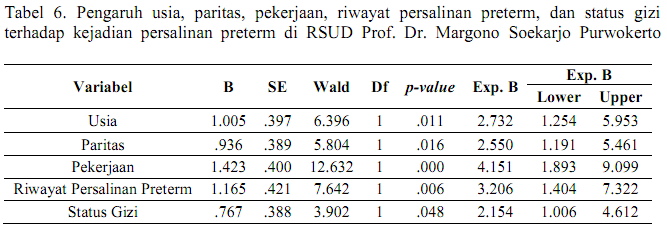 Tabel 6. Pengaruh usia, paritas, pekerjaan, riwayat persalinan preterm, dan status gizi
terhadap kejadian persalinan preterm di RSUD Prof. Dr. Margono Soekarjo Purwokerto
Variabel B SE Wald Df p-value Exp. B Exp. B
Lower Upper
Usia 1.005 .397 6.396 1 .011 2.732 1.254 5.953
Paritas .936 .389 5.804 1 .016 2.550 1.191 5.461
Pekerjaan 1.423 .400 12.632 1 .000 4.151 1.893 9.099
Riwayat Persalinan Preterm 1.165 .421 7.642 1 .006 3.206 1.404 7.322
Status Gizi .767 .388 3.902 1 .048 2.154 1.006 4.612